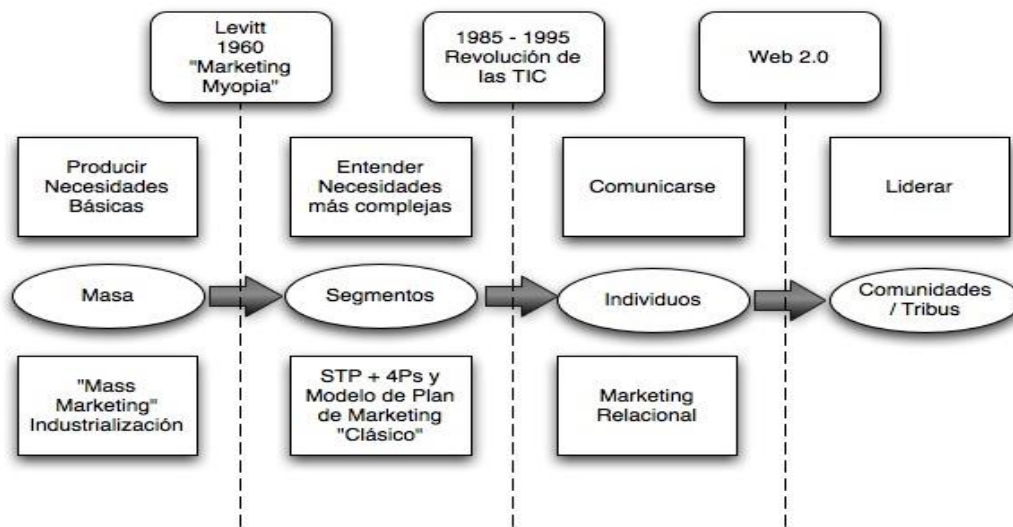 Levitt
1960
"Marketing
Myopia"
1985 - 1995
Revolución de
las TIC
Web 2.0
Producir
Necesidades
Básicas
Entender
Necesidades
más complejas
Comunicarse
Liderar
Masa
Segmentos
Individuos
Comunidades
/ Tribus
"Mass
Marketing"
Industrialización
STP + 4Ps y
Modelo de Plan
de Marketing
"Clásico"
Marketing
Relacional